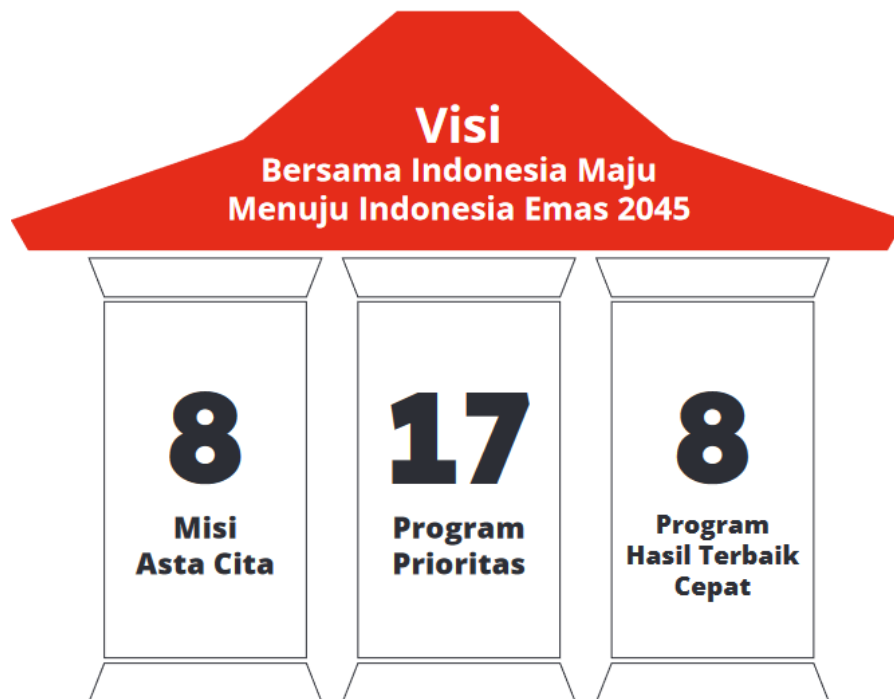 Visi
Bersama Indonesia Maju
Menuju Indonesia Emas 2045
8
Misi
Asta Cita
17
Program
Prioritas
8
Program
Hasil Terbaik
Cepat